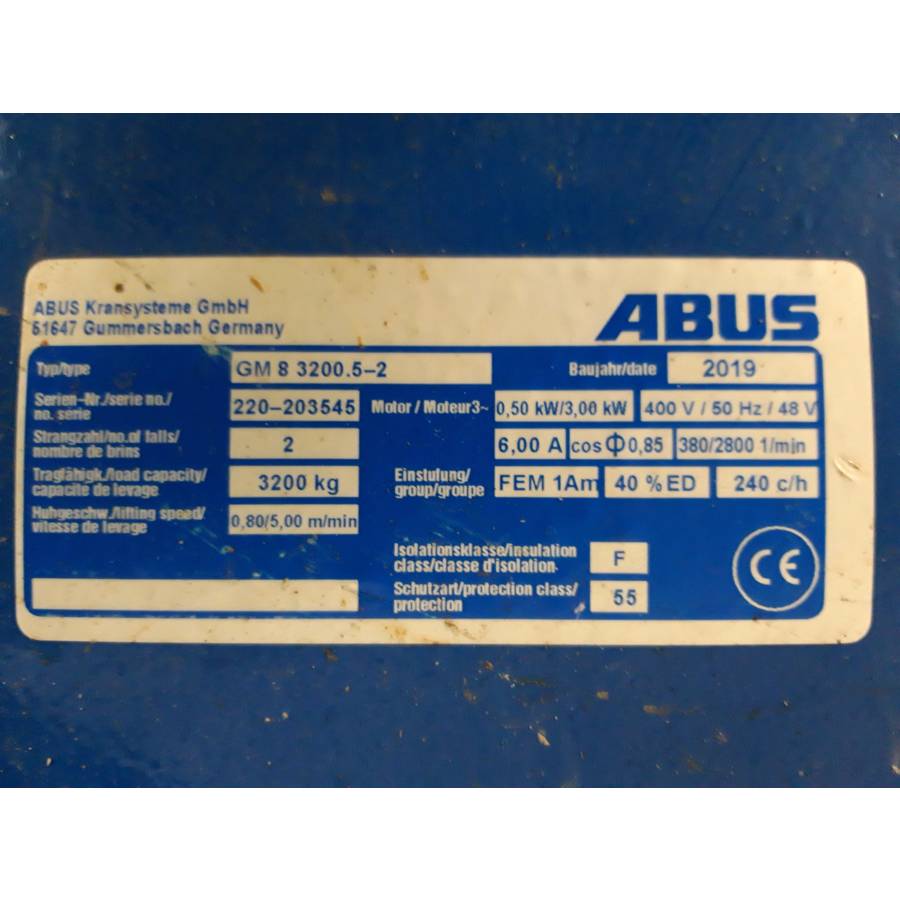 ABUS Kransysteme GmbH
51647 Gummersbach Germany
ABUS
Typ/type
GM 8 3200.5-2
Baujahr/date
2019
Serien-Nr./serie no./
no. série
220-203545
Motor / Moteur3~
0,50 kW/3,00 kW
400 V / 50 Hz / 48 V
Strangzahl/no.of falls/
nombre de brins
2
6,00 A
cos Φ 0,85
380/2800 1/min
Tragfähigk./load capacity/
capacite de levage
3200 kg
Einstufung/
group/groupe
FEM 1Am
40 % ED
240 c/h
Hubgeschw./lifting speed/
vitesse de levage
0,80/5,00 m/min
Isolationsklasse/insulation
class/classe d'isolation
F
Schutzart/protection class/
protection
55
CE